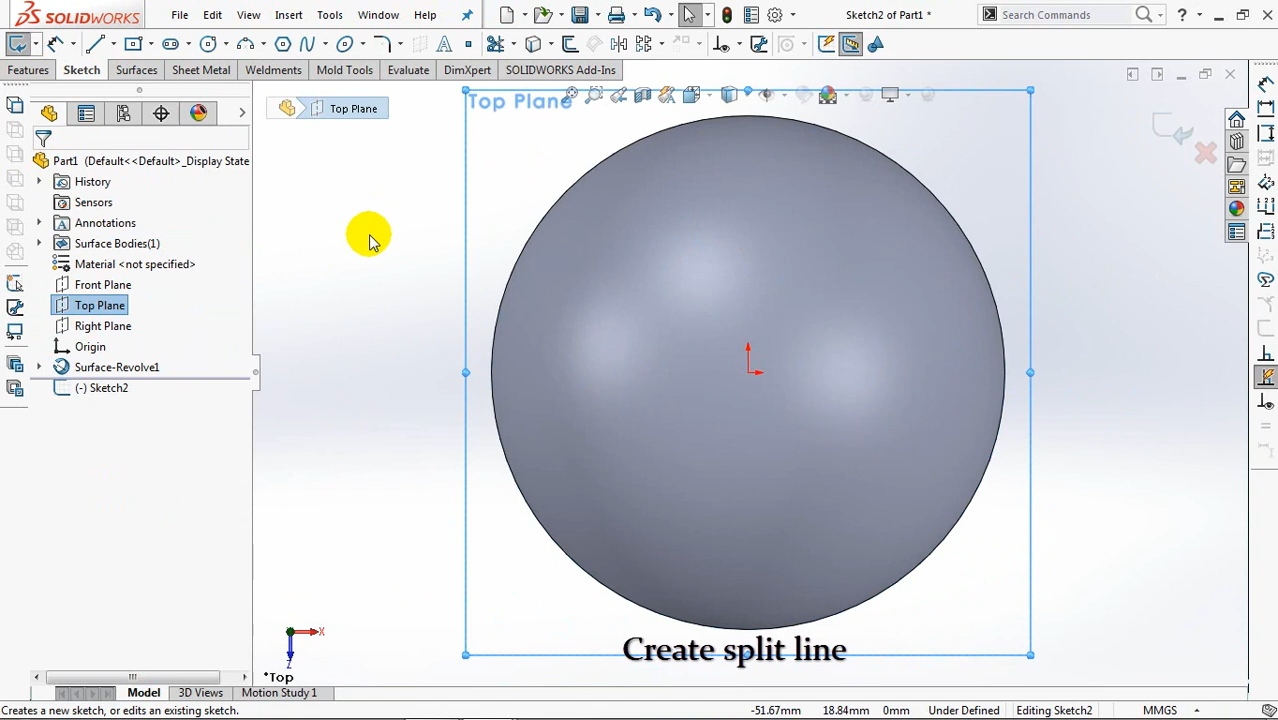 SOLIDWORKS File Edit View Insert Tools Window Help Sketch2 of Part1 * Search Commands ?
Features Sketch Surfaces Sheet Metal Weldments Mold Tools Evaluate DimXpert SOLIDWORKS Add-Ins
Top Plane
Top Plane
Part1 (Default<<Default>_Display State
History
Sensors
Annotations
Surface Bodies(1)
Material <not specified>
Front Plane
Top Plane
Right Plane
Origin
Surface-Revolve1
(-) Sketch2
Create split line
X
Z
*Top
Model 3D Views Motion Study 1
Creates a new sketch, or edits an existing sketch. -51.67mm 18.84mm 0mm Under Defined Editing Sketch2 MMGS